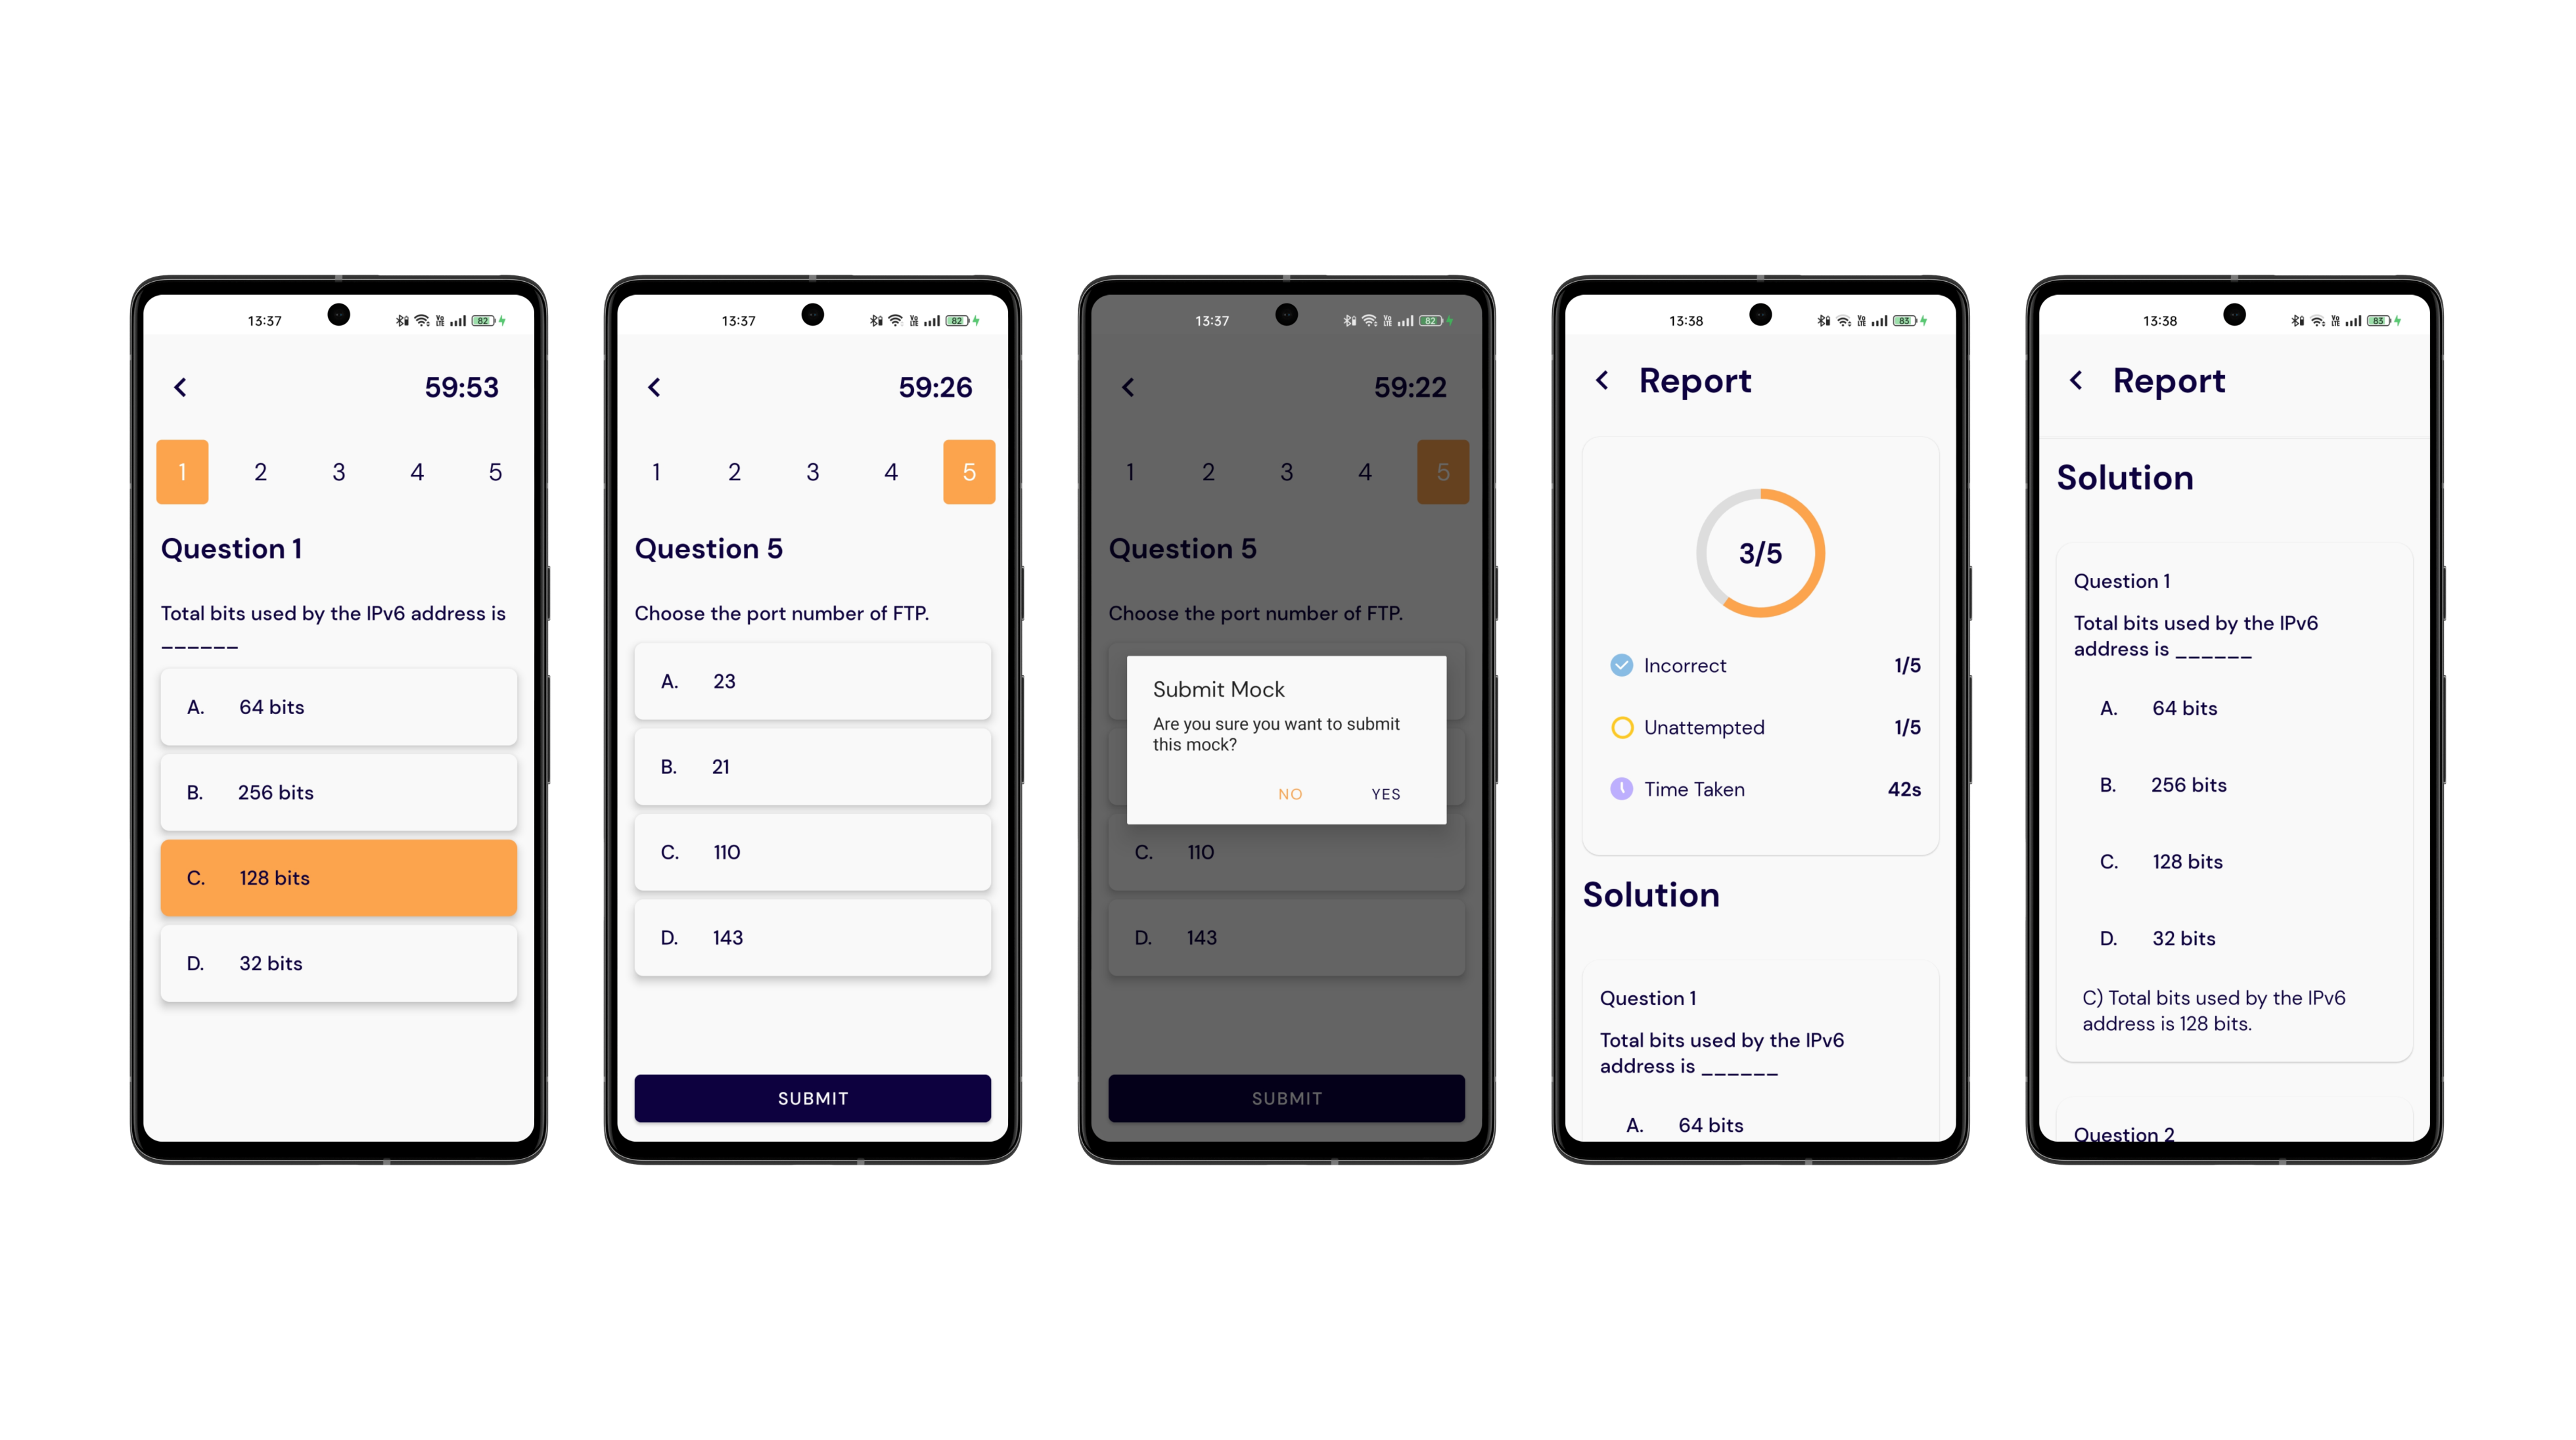 13:37
82
59:53
1 2 3 4 5
Question 1
Total bits used by the IPv6 address is
______
A. 64 bits
B. 256 bits
C. 128 bits
D. 32 bits
13:37
82
59:26
1 2 3 4 5
Question 5
Choose the port number of FTP.
A. 23
B. 21
C. 110
D. 143
SUBMIT
13:37
82
59:22
1 2 3 4 5
Question 5
Choose the port number of FTP.
Submit Mock
Are you sure you want to submit
this mock?
NO YES
C. 110
D. 143
SUBMIT
13:38
83
Report
3/5
Incorrect 1/5
Unattempted 1/5
Time Taken 42s
Solution
Question 1
Total bits used by the IPv6
address is ______
A. 64 bits
13:38
83
Report
Solution
Question 1
Total bits used by the IPv6
address is ______
A. 64 bits
B. 256 bits
C. 128 bits
D. 32 bits
C) Total bits used by the IPv6
address is 128 bits.
Question 2